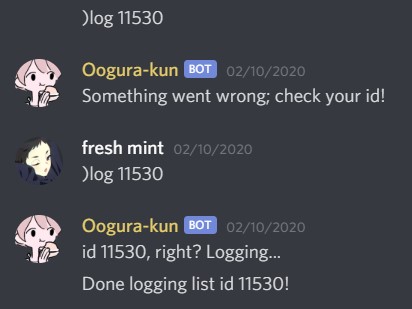 )log 11530
Oogura-kun BOT 02/10/2020
Something went wrong; check your id!
fresh mint 02/10/2020
)log 11530
Oogura-kun BOT 02/10/2020
id 11530, right? Logging...
Done logging list id 11530!